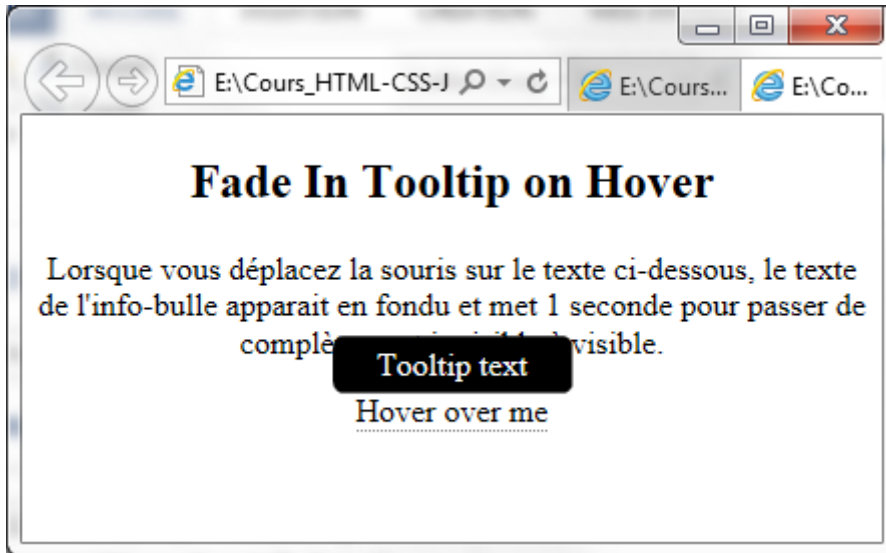 E:\Cours_HTML-CSS-J
E:\Cours...
E:\Co...
Fade In Tooltip on Hover
Lorsque vous déplacez la souris sur le texte ci-dessous, le texte
de l'info-bulle apparait en fondu et met 1 seconde pour passer de
visible.
Tooltip text
Hover over me